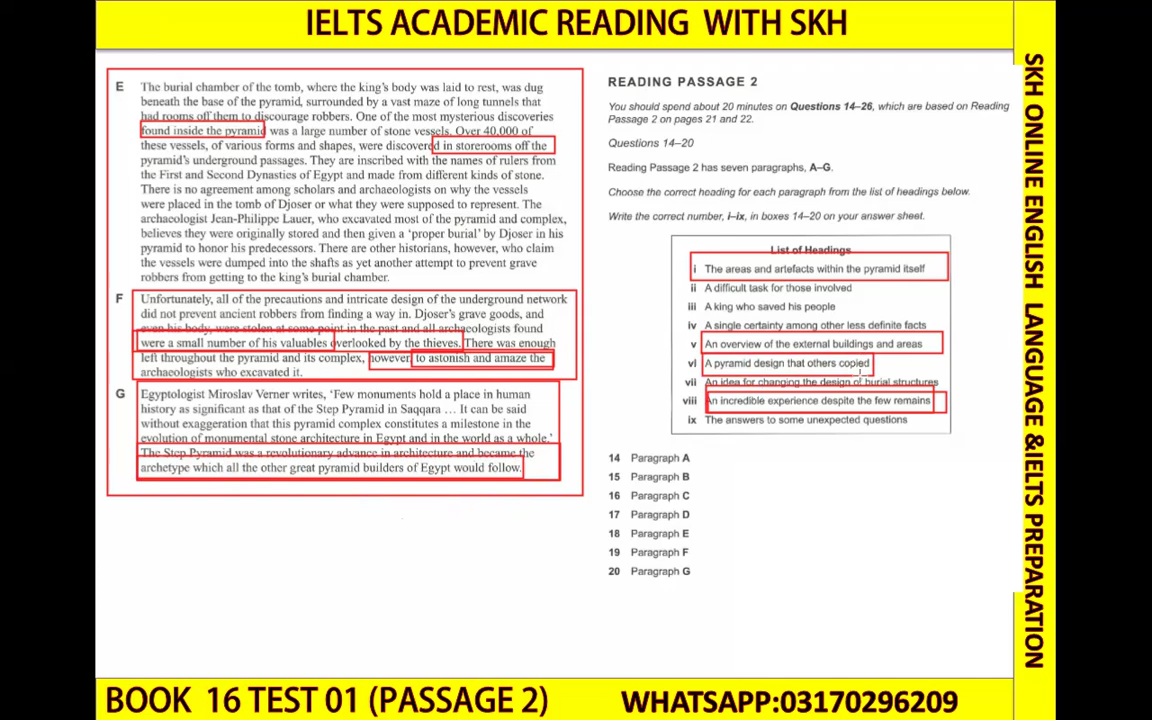 IELTS ACADEMIC READING WITH SKH
E The burial chamber of the tomb, where the king's body was laid to rest, was dug
beneath the base of the pyramid, surrounded by a vast maze of long tunnels that
had rooms off them to discourage robbers. One of the most mysterious discoveries
found inside the pyramid was a large number of stone vessels. Over 40,000 of
these vessels, of various forms and shapes, were discovered in storerooms off the
pyramid's underground passages. They are inscribed with the names of rulers from
the First and Second Dynasties of Egypt and made from different kinds of stone.
There is no agreement among scholars and archaeologists on why the vessels
were placed in the tomb of Djoser or what they were supposed to represent. The
archaeologist Jean-Philippe Lauer, who excavated most of the pyramid and complex,
believes they were originally stored and then given a 'proper burial' by Djoser in his
pyramid to honor his predecessors. There are other historians, however, who claim
the vessels were dumped into the shafts as yet another attempt to prevent grave
robbers from getting to the king's burial chamber.
F Unfortunately, all of the precautions and intricate design of the underground network
did not prevent ancient robbers from finding a way in. Djoser's grave goods, and
even his body, were stolen at some point in the past and all archaeologists found
were a small number of his valuables overlooked by the thieves. There was enough
left throughout the pyramid and its complex, however, to astonish and amaze the
archaeologists who excavated it.
G Egyptologist Miroslav Verner writes, 'Few monuments hold a place in human
history as significant as that of the Step Pyramid in Saqqara … It can be said
without exaggeration that this pyramid complex constitutes a milestone in the
evolution of monumental stone architecture in Egypt and in the world as a whole.'
The Step Pyramid was a revolutionary advance in architecture and became the
archetype which all the other great pyramid builders of Egypt would follow.
READING PASSAGE 2
You should spend about 20 minutes on Questions 14–26, which are based on Reading
Passage 2 on pages 21 and 22.
Questions 14–20
Reading Passage 2 has seven paragraphs, A–G.
Choose the correct heading for each paragraph from the list of headings below.
Write the correct number, i–ix, in boxes 14–20 on your answer sheet.
List of Headings
i The areas and artefacts within the pyramid itself
ii A difficult task for those involved
iii A king who saved his people
iv A single certainty among other less definite facts
v An overview of the external buildings and areas
vi A pyramid design that others copied
vii An idea for changing the design of burial structures
viii An incredible experience despite the few remains
ix The answers to some unexpected questions
14 Paragraph A
15 Paragraph B
16 Paragraph C
17 Paragraph D
18 Paragraph E
19 Paragraph F
20 Paragraph G
SKH ONLINE ENGLISH LANGUAGE &IELTS PREPARATION
BOOK 16 TEST 01 (PASSAGE 2)
WHATSAPP:03170296209